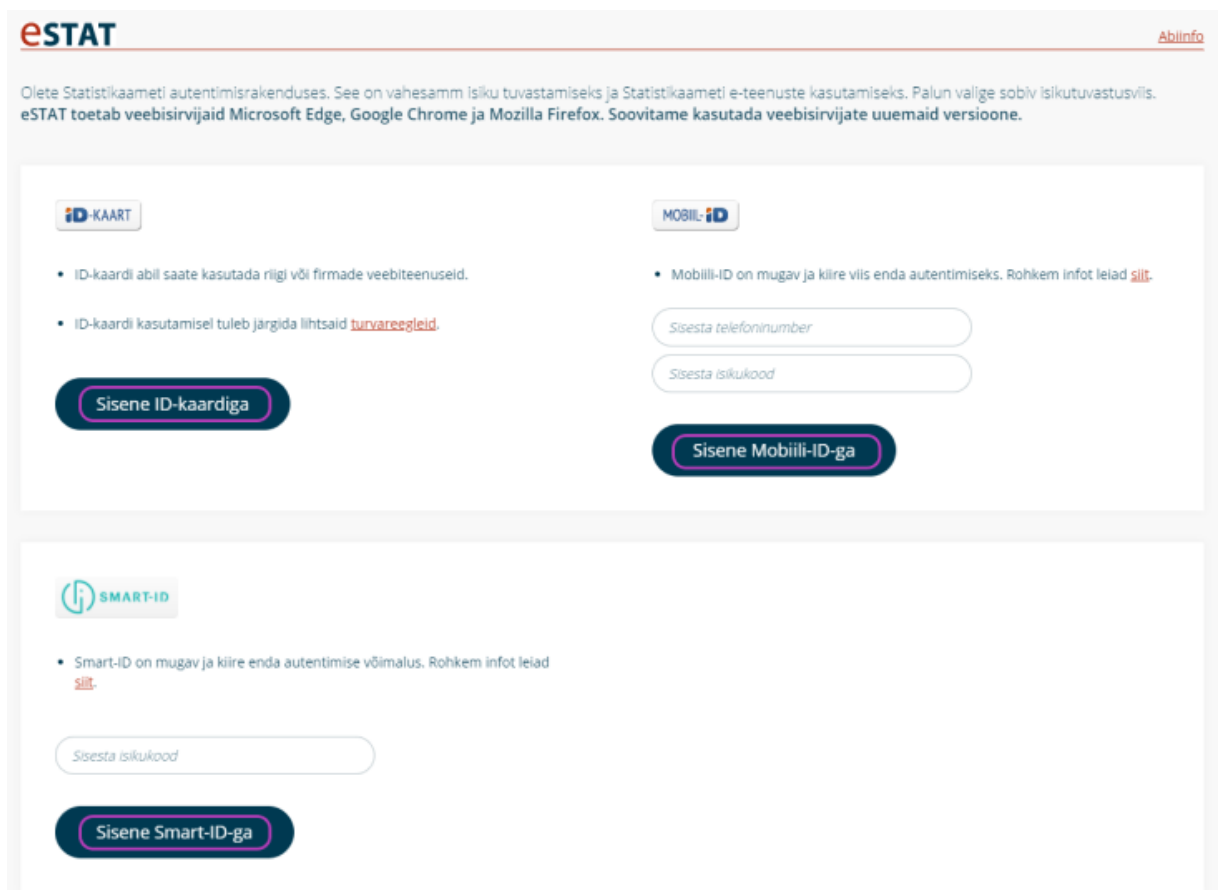 eSTAT
Abiinfo
Olete Statistikaameti autentimisrakenduses. See on vahesamm isiku tuvastamiseks ja Statistikaameti e-teenuste kasutamiseks. Palun valige sobiv isikutuvastusviis.
eSTAT toetab veebisirvijaid Microsoft Edge, Google Chrome ja Mozilla Firefox. Soovitame kasutada veebisirvijate uuemaid versioone.
iD-KAART
• ID-kaardi abil saate kasutada riigi või firmade veebiteenuseid.
• ID-kaardi kasutamisel tuleb järgida lihtsaid turvareegleid.
Sisene ID-kaardiga
MOBIIL-iD
• Mobiili-ID on mugav ja kiire viis enda autentimiseks. Rohkem infot leiad siit.
Sisesta telefoninumber
Sisesta isikukood
Sisene Mobiili-ID-ga
SMART-ID
• Smart-ID on mugav ja kiire enda autentimise võimalus. Rohkem infot leiad
siit.
Sisesta isikukood
Sisene Smart-ID-ga